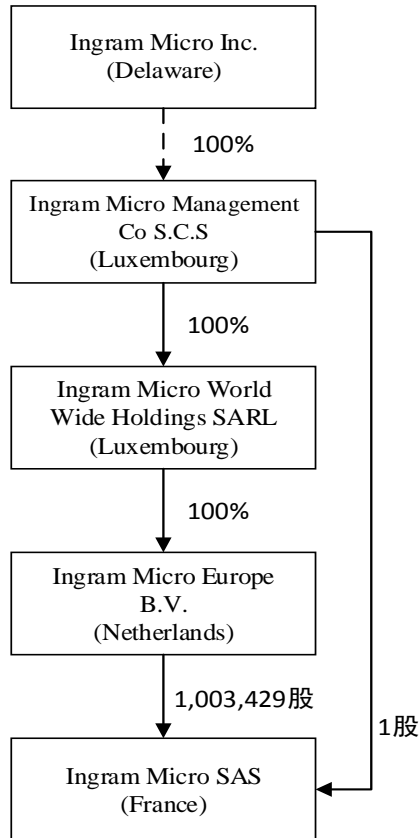 Ingram Micro Inc.
(Delaware)
100%
Ingram Micro Management
Co S.C.S
(Luxembourg)
100%
Ingram Micro World
Wide Holdings SARL
(Luxembourg)
100%
Ingram Micro Europe
B.V.
(Netherlands)
1,003,429股
1股
Ingram Micro SAS
(France)